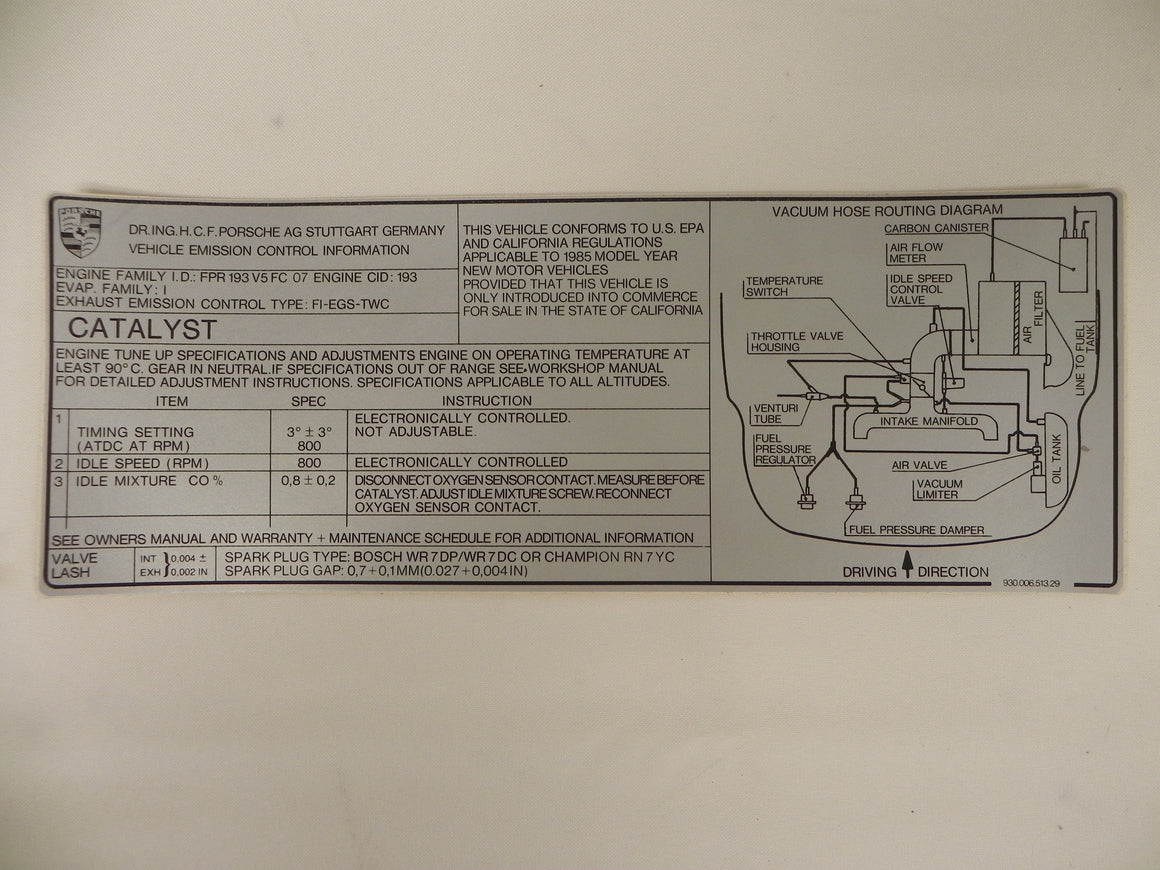 PORSCHE
DR.ING.H.C.F.PORSCHE AG STUTTGART GERMANY
VEHICLE EMISSION CONTROL INFORMATION
ENGINE FAMILY I.D.: FPR 193 V5 FC 07 ENGINE CID: 193
EVAP. FAMILY: I
EXHAUST EMISSION CONTROL TYPE: FI-EGS-TWC
CATALYST
THIS VEHICLE CONFORMS TO U.S. EPA
AND CALIFORNIA REGULATIONS
APPLICABLE TO 1985 MODEL YEAR
NEW MOTOR VEHICLES
PROVIDED THAT THIS VEHICLE IS
ONLY INTRODUCED INTO COMMERCE
FOR SALE IN THE STATE OF CALIFORNIA
ENGINE TUNE UP SPECIFICATIONS AND ADJUSTMENTS ENGINE ON OPERATING TEMPERATURE AT
LEAST 90° C. GEAR IN NEUTRAL.IF SPECIFICATIONS OUT OF RANGE SEE WORKSHOP MANUAL
FOR DETAILED ADJUSTMENT INSTRUCTIONS. SPECIFICATIONS APPLICABLE TO ALL ALTITUDES.
ITEM SPEC INSTRUCTION
1 TIMING SETTING (ATDC AT RPM) 3° ± 3° 800 ELECTRONICALLY CONTROLLED. NOT ADJUSTABLE.
2 IDLE SPEED (RPM) 800 ELECTRONICALLY CONTROLLED
3 IDLE MIXTURE CO % 0,8 ± 0,2 DISCONNECT OXYGEN SENSOR CONTACT. MEASURE BEFORE
CATALYST. ADJUST IDLE MIXTURE SCREW. RECONNECT
OXYGEN SENSOR CONTACT.
SEE OWNERS MANUAL AND WARRANTY + MAINTENANCE SCHEDULE FOR ADDITIONAL INFORMATION
VALVE LASH
INT 0,004 ±
EXH 0,002 IN
SPARK PLUG TYPE: BOSCH WR 7 DP/WR 7 DC OR CHAMPION RN 7 YC
SPARK PLUG GAP: 0,7 + 0,1 MM (0.027 + 0,004 IN)
VACUUM HOSE ROUTING DIAGRAM
CARBON CANISTER
AIR FLOW
METER
IDLE SPEED
CONTROL
VALVE
TEMPERATURE
SWITCH
THROTTLE VALVE
HOUSING
AIR
FILTER
LINE TO FUEL
TANK
VENTURI
TUBE
INTAKE MANIFOLD
FUEL
PRESSURE
REGULATOR
AIR VALVE
VACUUM
LIMITER
OIL TANK
FUEL PRESSURE DAMPER
DRIVING DIRECTION
930.006.513.29